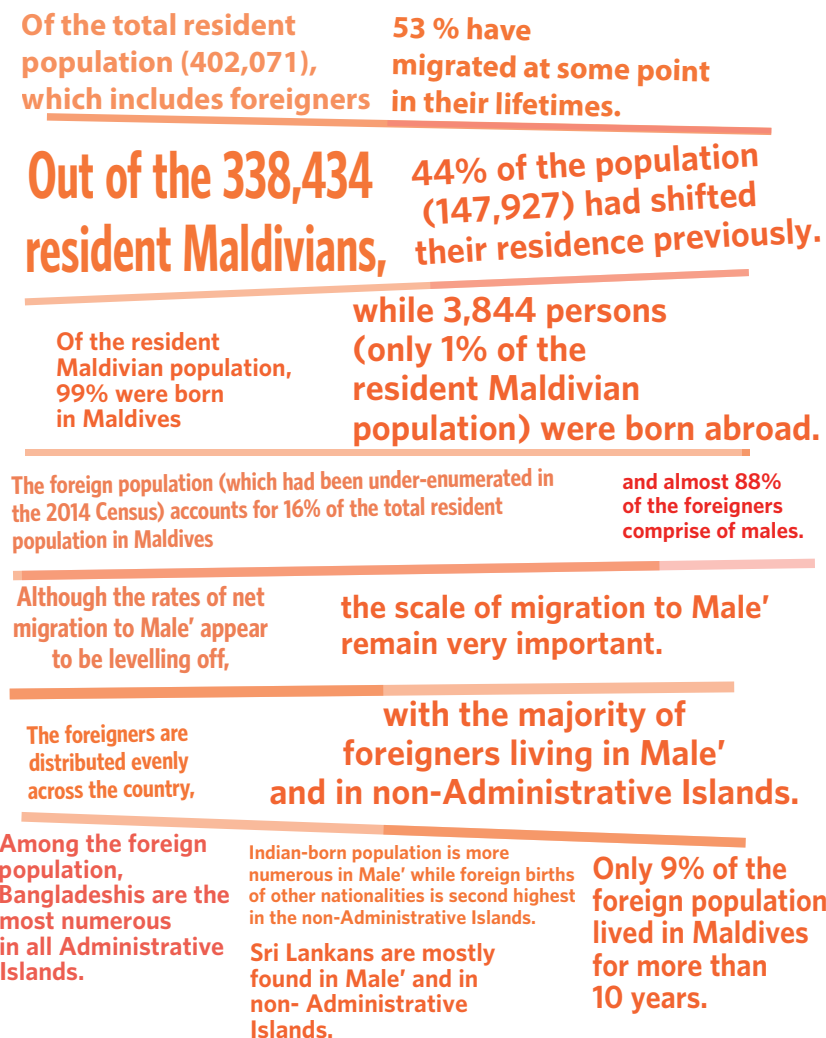 Of the total resident
population (402,071),
which includes foreigners
53 % have
migrated at some point
in their lifetimes.
Out of the 338,434
resident Maldivians,
44% of the population
(147,927) had shifted
their residence previously.
Of the resident
Maldivian population,
99% were born
in Maldives
while 3,844 persons
(only 1% of the
resident Maldivian
population) were born abroad.
The foreign population (which had been under-enumerated in
the 2014 Census) accounts for 16% of the total resident
population in Maldives
and almost 88%
of the foreigners
comprise of males.
Although the rates of net
migration to Male’ appear
to be levelling off,
the scale of migration to Male’
remain very important.
The foreigners are
distributed evenly
across the country,
with the majority of
foreigners living in Male’
and in non-Administrative Islands.
Among the foreign
population,
Bangladeshis are the
most numerous
in all Administrative
Islands.
Indian-born population is more
numerous in Male’ while foreign births
of other nationalities is second highest
in the non-Administrative Islands.
Sri Lankans are mostly
found in Male’ and in
non- Administrative
Islands.
Only 9% of the
foreign population
lived in Maldives
for more than
10 years.